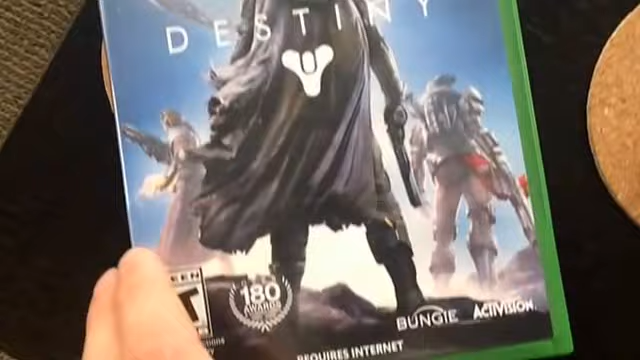 DESTINY
T
180
AWARDS
BUNGIE ACTIVISION
REQUIRES INTERNET